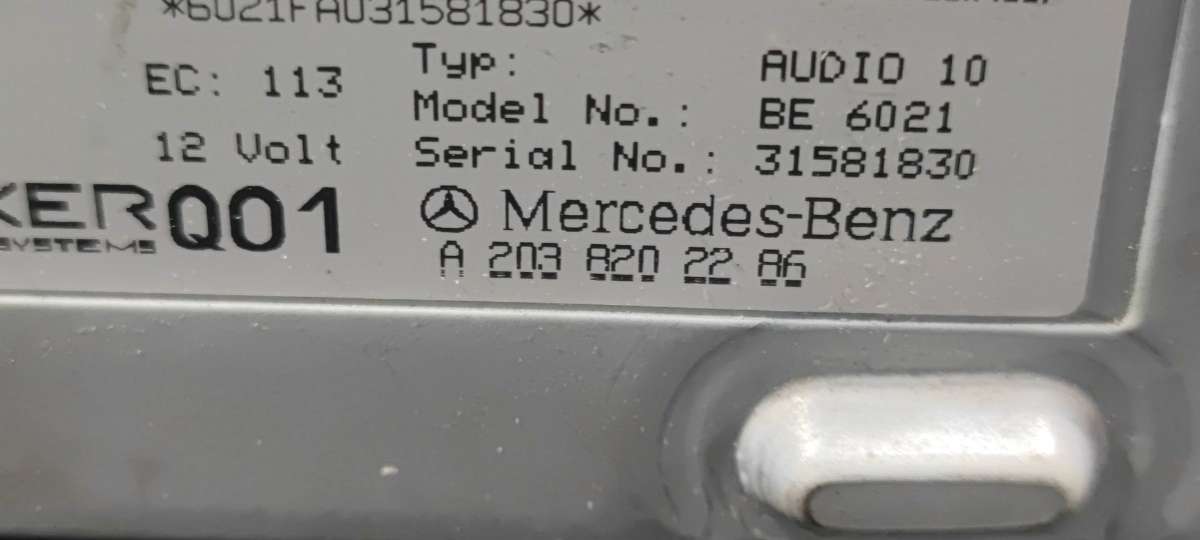 *6021FA031581830*
EC: 113
12 Volt
Typ: AUDIO 10
Model No.: BE 6021
Serial No.: 31581830
Q01
SYSTEMS
Mercedes-Benz
A 203 820 22 86